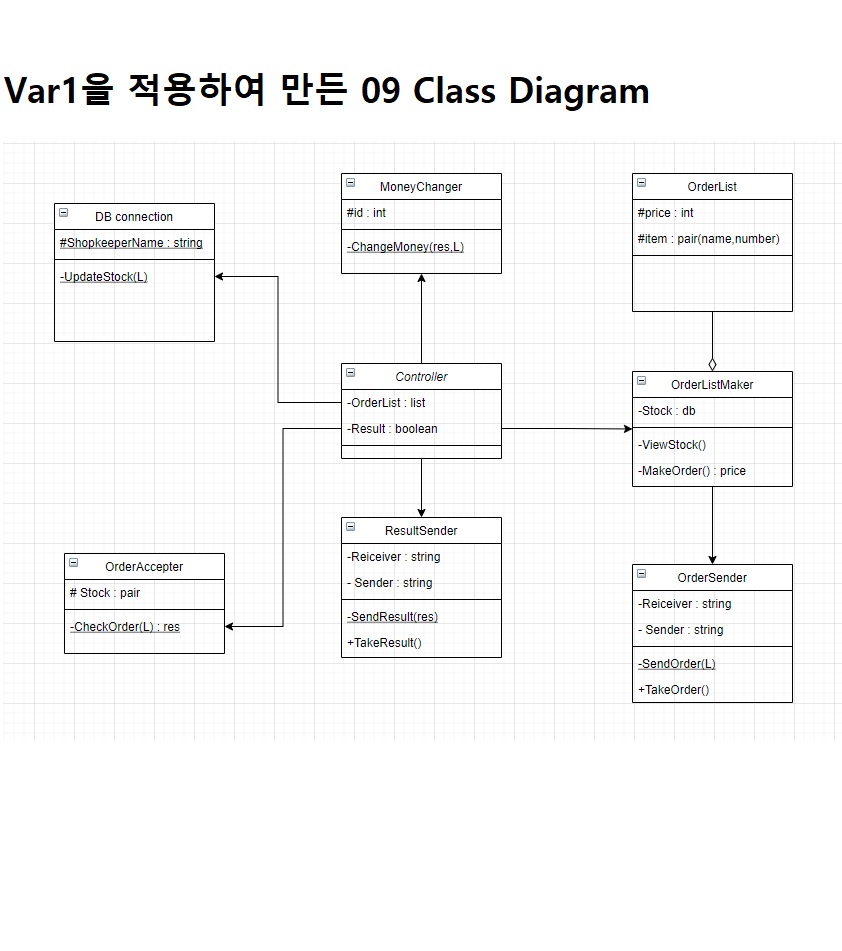 Var1을 적용하여 만든 09 Class Diagram
DB connection
#ShopkeeperName : string
-UpdateStock(L)
MoneyChanger
#id : int
-ChangeMoney(res,L)
OrderList
#price : int
#item : pair(name,number)
Controller
-OrderList : list
-Result : boolean
OrderListMaker
-Stock : db
-ViewStock()
-MakeOrder() : price
OrderAccepter
# Stock : pair
-CheckOrder(L) : res
ResultSender
-Reiceiver : string
- Sender : string
-SendResult(res)
+TakeResult()
OrderSender
-Reiceiver : string
- Sender : string
-SendOrder(L)
+TakeOrder()